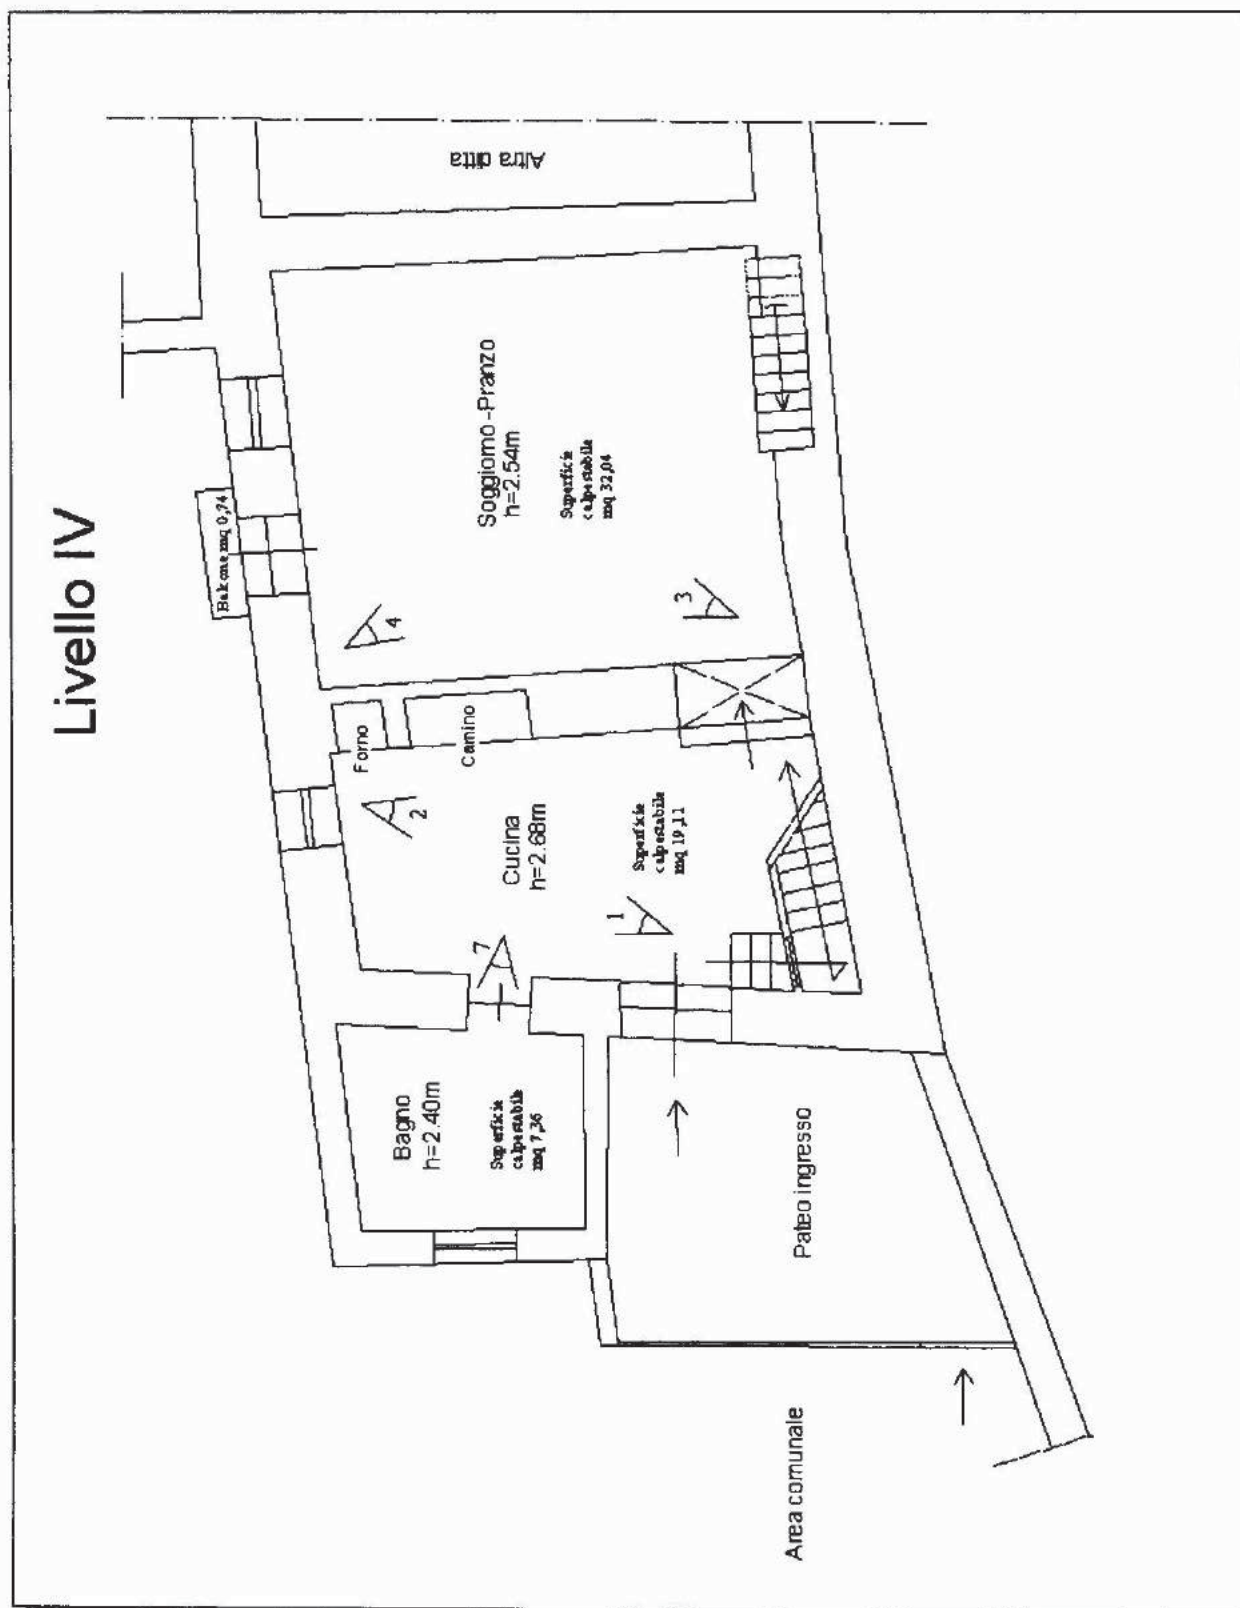 Livello IV
Altra ditta
Balcone mq 0,74
Soggiorno-Pranzo
h=2.54m
Superficie
calpestabile
mq 32,04
4
3
Forno
Camino
2
Cucina
h=2.68m
Superficie
calpestabile
mq 19,11
1
7
Bagno
h=2.40m
Superficie
calpestabile
mq 7,36
Pateo ingresso
Area comunale